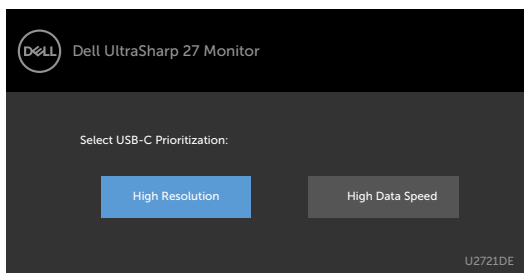 DELL Dell UltraSharp 27 Monitor
Select USB-C Prioritization:
High Resolution High Data Speed
U2721DE